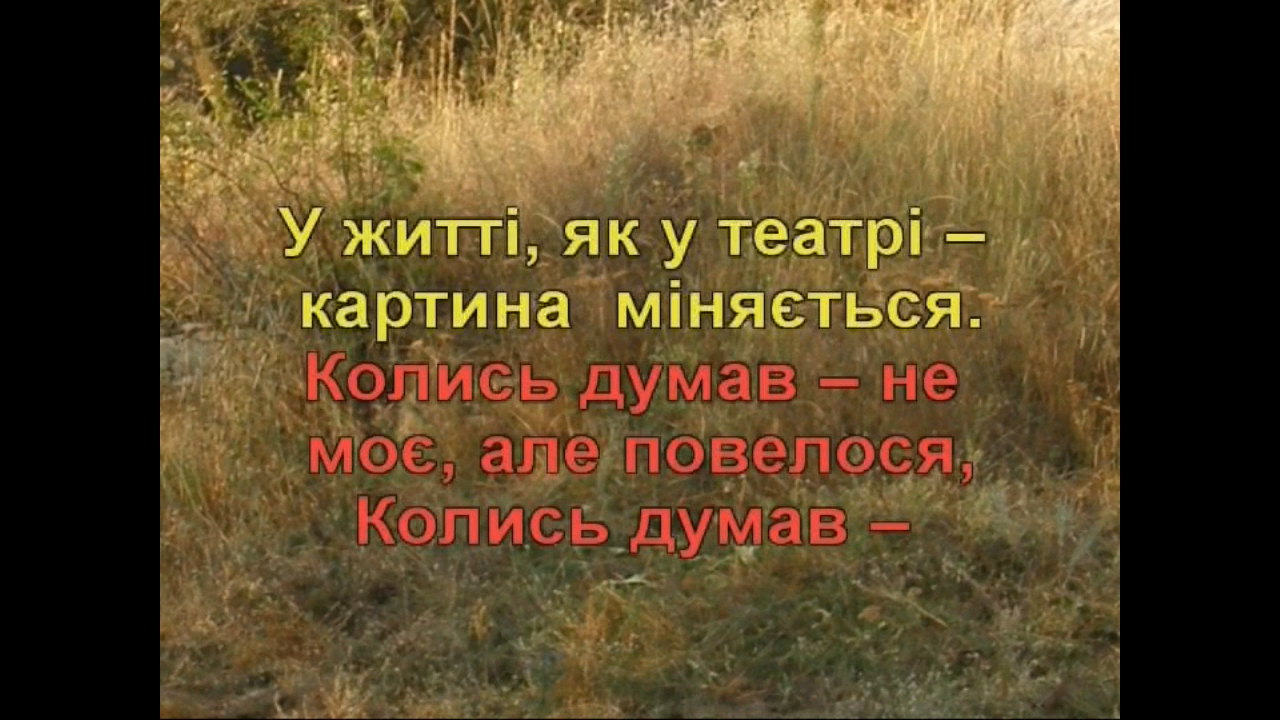 У житті, як у театрі –
картина міняється.
Колись думав – не
моє, але повелося,
Колись думав –